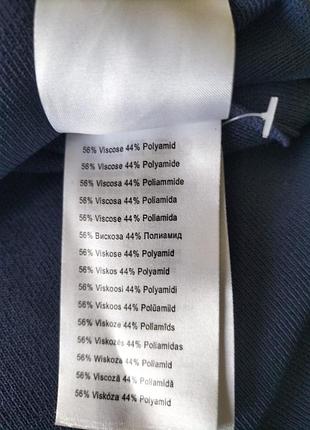 56% Viscose 44% Polyamid
56% Viscose 44% Polyamide
56% Viscosa 44% Poliammide
56% Viscosa 44% Poliamida
56% Viscose 44% Poliamida
56% Вискоза 44% Полиамид
56% Viskose 44% Polyamid
56% Viskos 44% Polyamid
56% Viskoosi 44% Polyamidi
56% Viskoos 44% Polüamiid
56% Viskoze 44% Poliamīds
56% Viskozės 44% Poliamidas
56% Wiskoza 44% Poliamid
56% Viscoză 44% Poliamidă
56% Viskóza 44% Polyamid